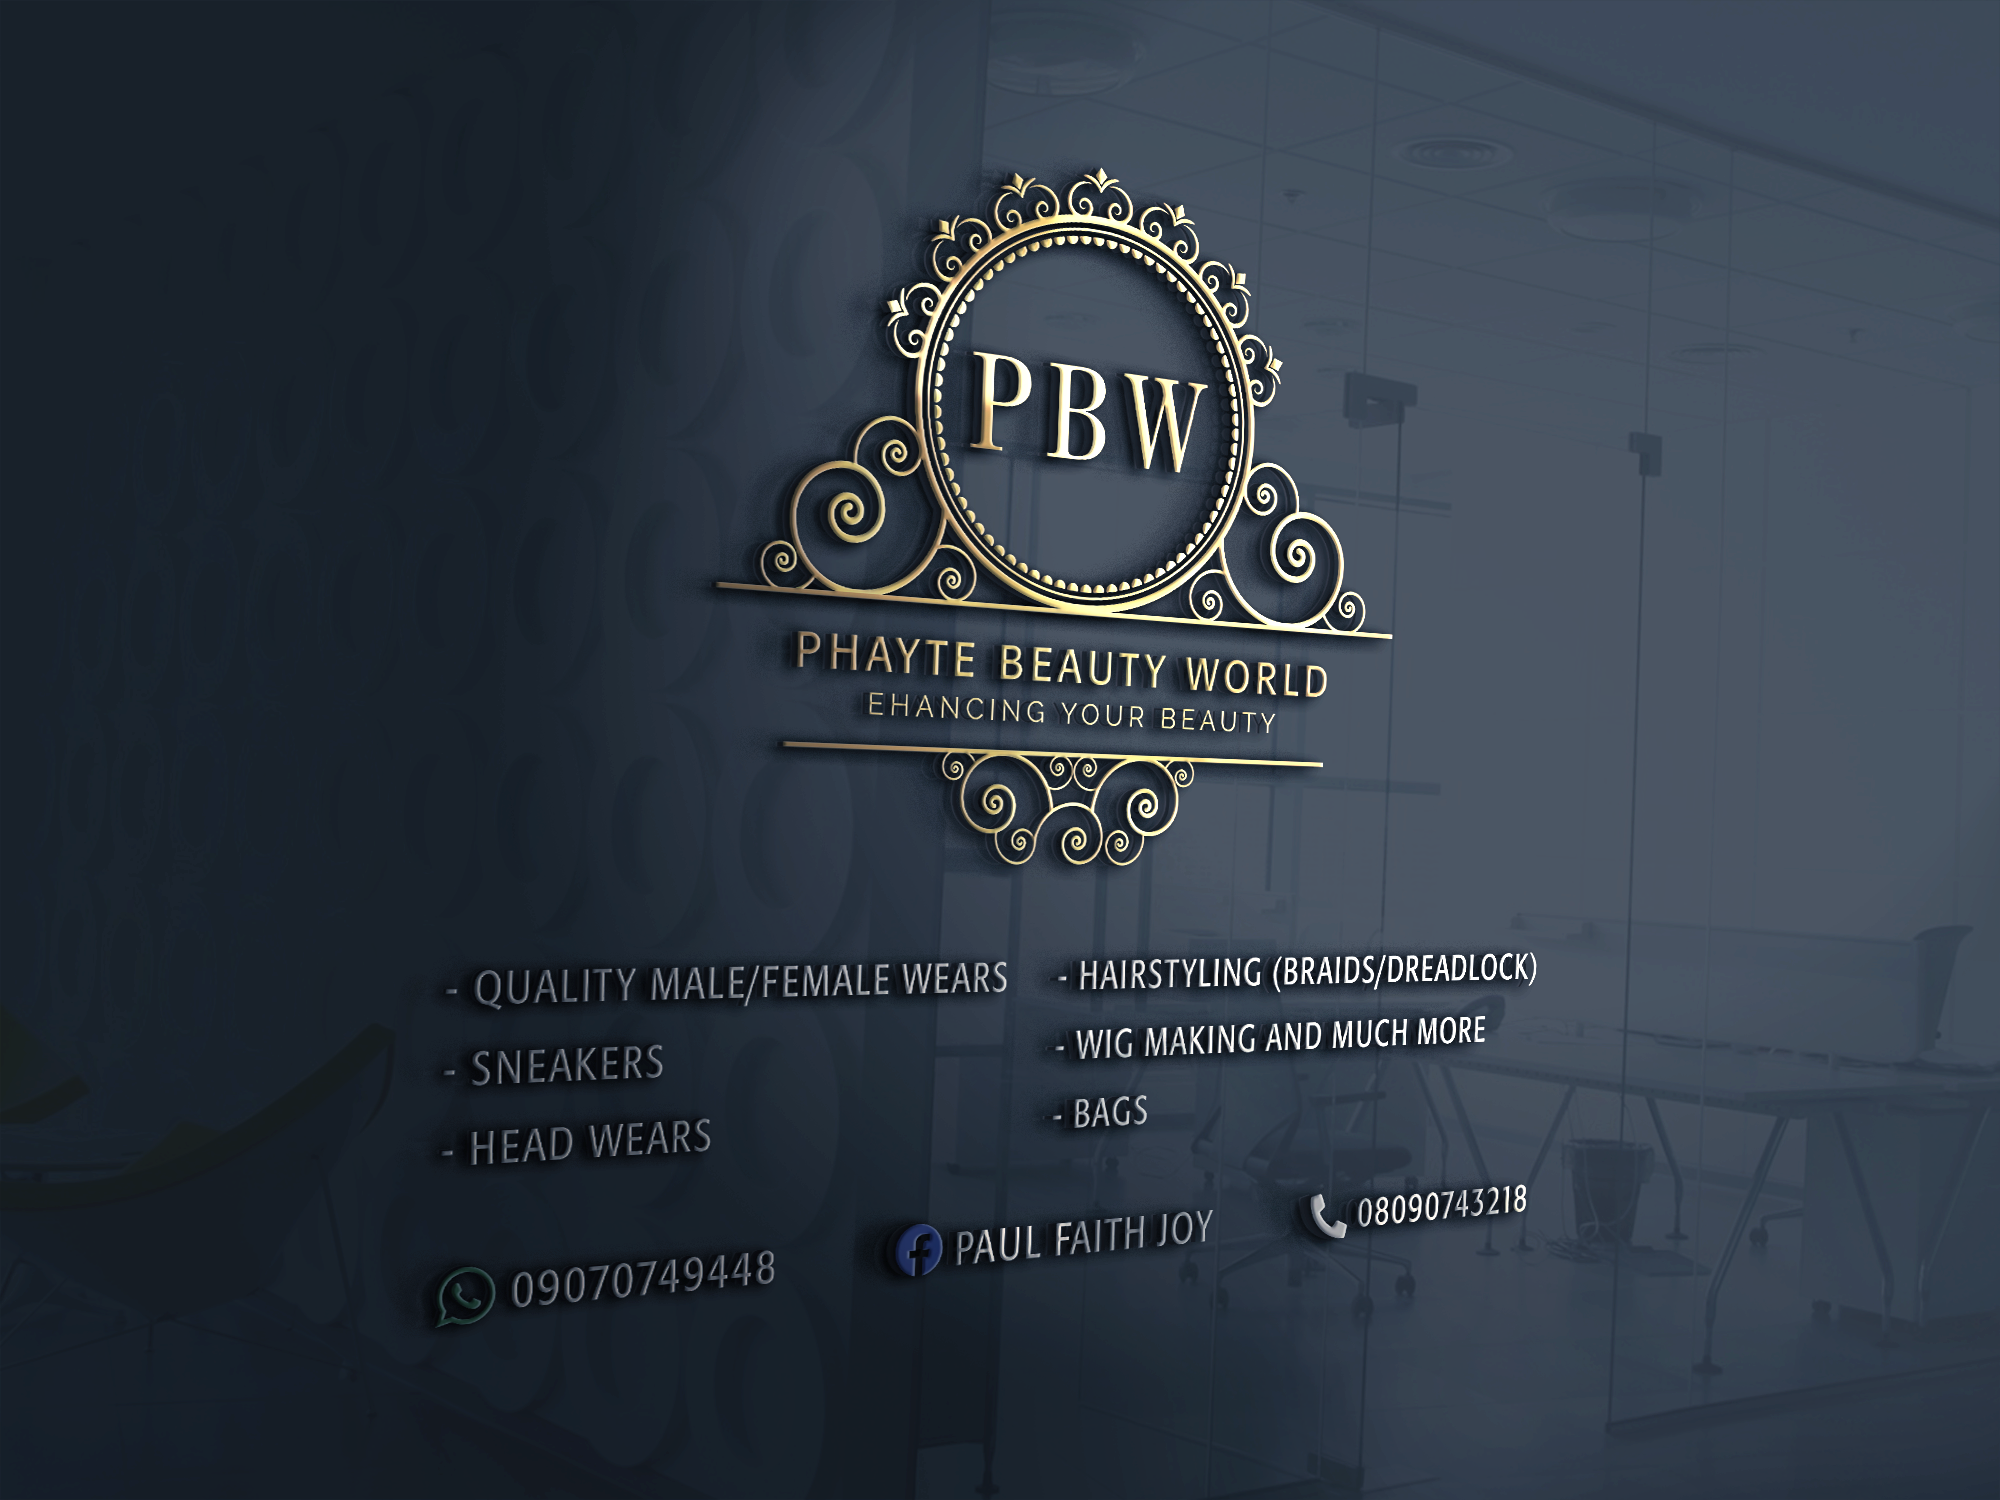 PBW
PHAYTE BEAUTY WORLD
EHANCING YOUR BEAUTY
- QUALITY MALE/FEMALE WEARS
- SNEAKERS
- HEAD WEARS
- HAIRSTYLING (BRAIDS/DREADLOCK)
- WIG MAKING AND MUCH MORE
- BAGS
09070749448
PAUL FAITH JOY
08090743218